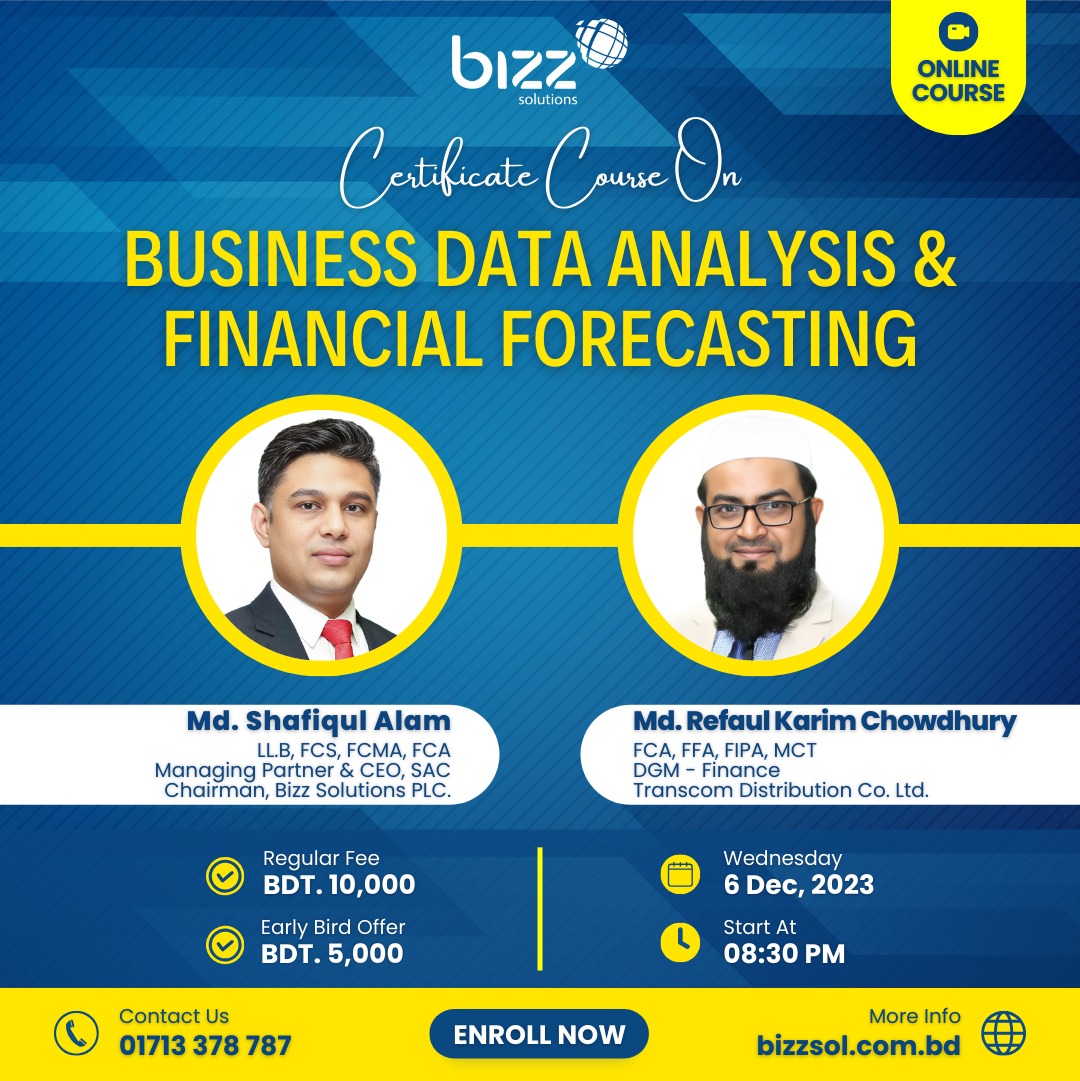 bizz
solutions
ONLINE
COURSE
Certificate Course On
BUSINESS DATA ANALYSIS &
FINANCIAL FORECASTING
Md. Shafiqul Alam
LL.B, FCS, FCMA, FCA
Managing Partner & CEO, SAC
Chairman, Bizz Solutions PLC.
Md. Refaul Karim Chowdhury
FCA, FFA, FIPA, MCT
DGM - Finance
Transcom Distribution Co. Ltd.
Regular Fee
BDT. 10,000
Early Bird Offer
BDT. 5,000
Wednesday
6 Dec, 2023
Start At
08:30 PM
Contact Us
01713 378 787
ENROLL NOW
More Info
bizzsol.com.bd